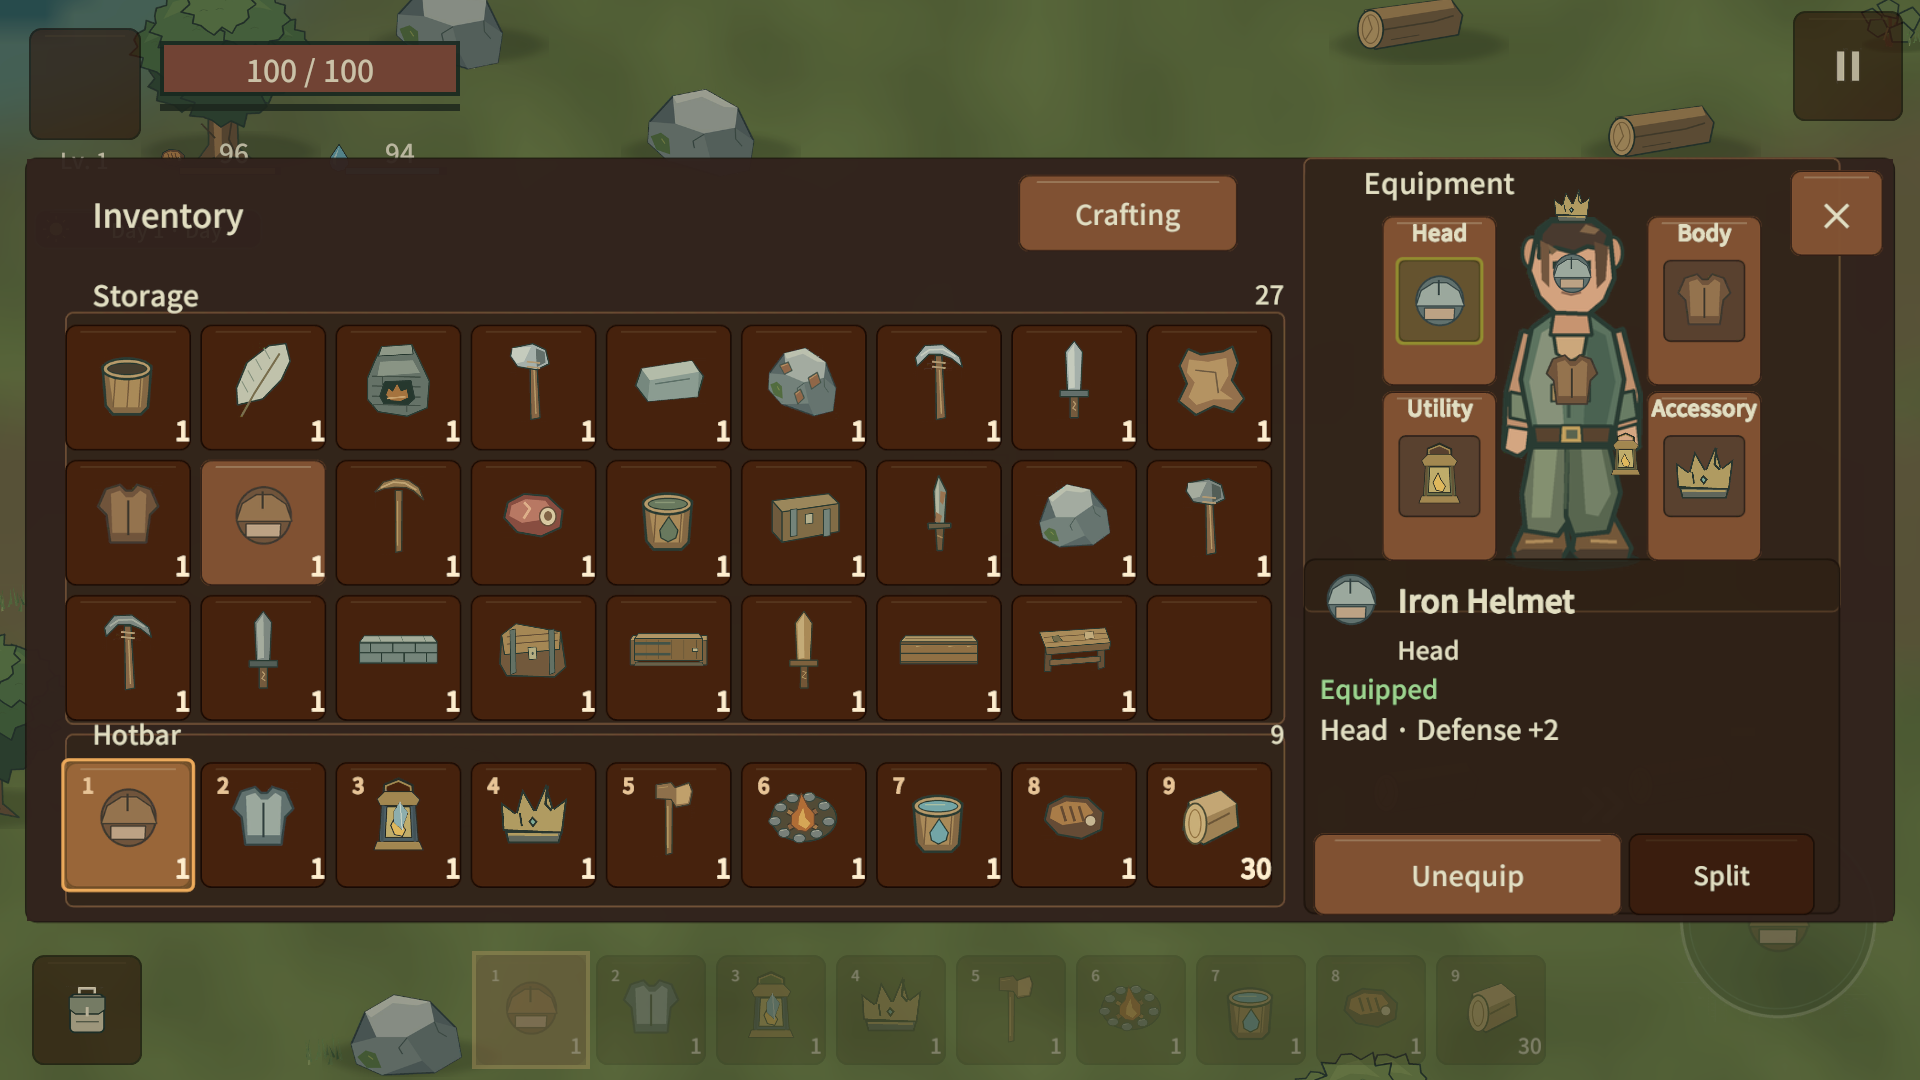 100 / 100
Lv. 1
96
94
Inventory
Crafting
Equipment
Head
Body
Utility
Accessory
Storage
27
1 1 1 1 1 1 1 1 1
1 1 1 1 1 1 1 1 1
1 1 1 1 1 1 1 1
Hotbar
9
1 2 3 4 5 6 7 8 9
1 1 1 1 1 1 1 1 30
Iron Helmet
Head
Equipped
Head · Defense +2
Unequip
Split
1 2 3 4 5 6 7 8 9
1 1 1 1 1 1 1 1 30